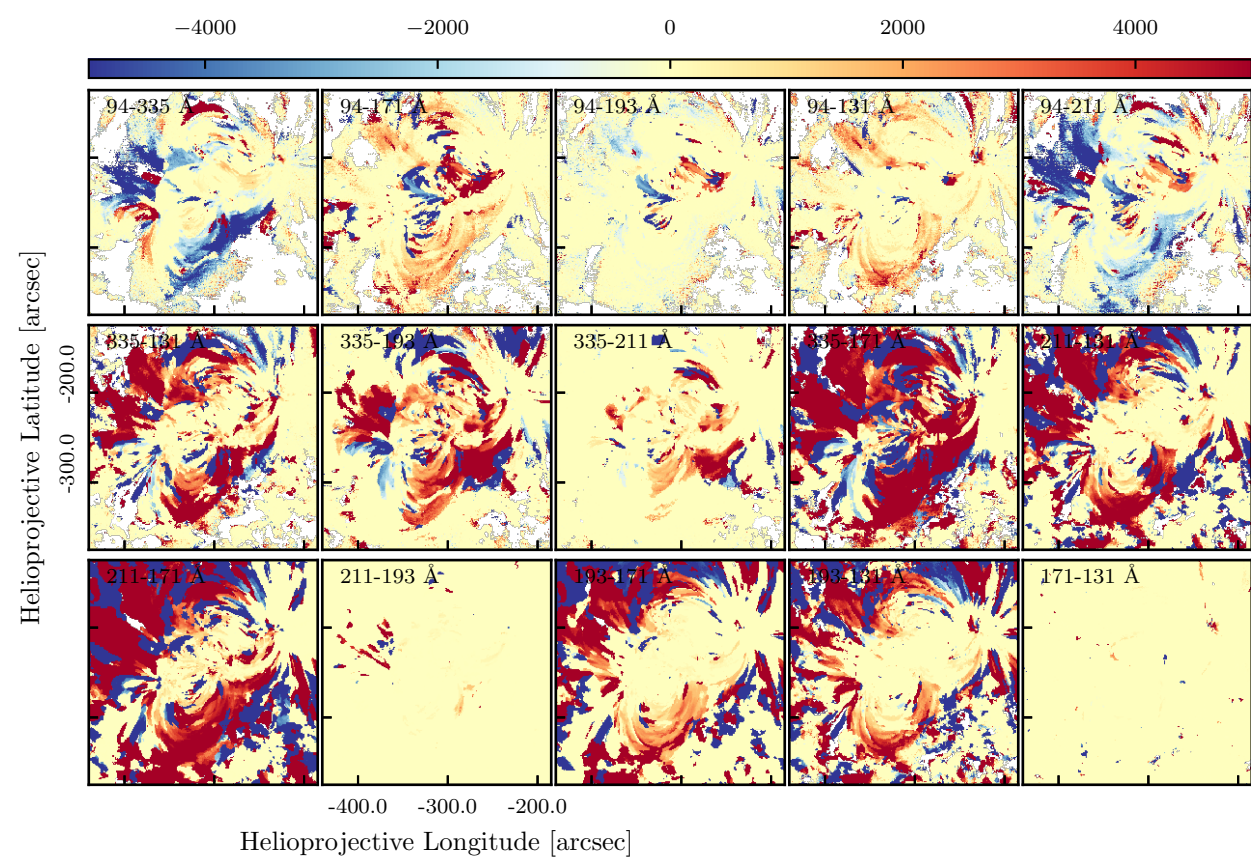 −4000 −2000 0 2000 4000
94-335 Å 94-171 Å 94-193 Å 94-131 Å 94-211 Å
335-131 Å 335-193 Å 335-211 Å 335-171 Å 211-131 Å
211-171 Å 211-193 Å 193-171 Å 193-131 Å 171-131 Å
Helioprojective Latitude [arcsec]
-200.0
-300.0
-400.0 -300.0 -200.0
Helioprojective Longitude [arcsec]